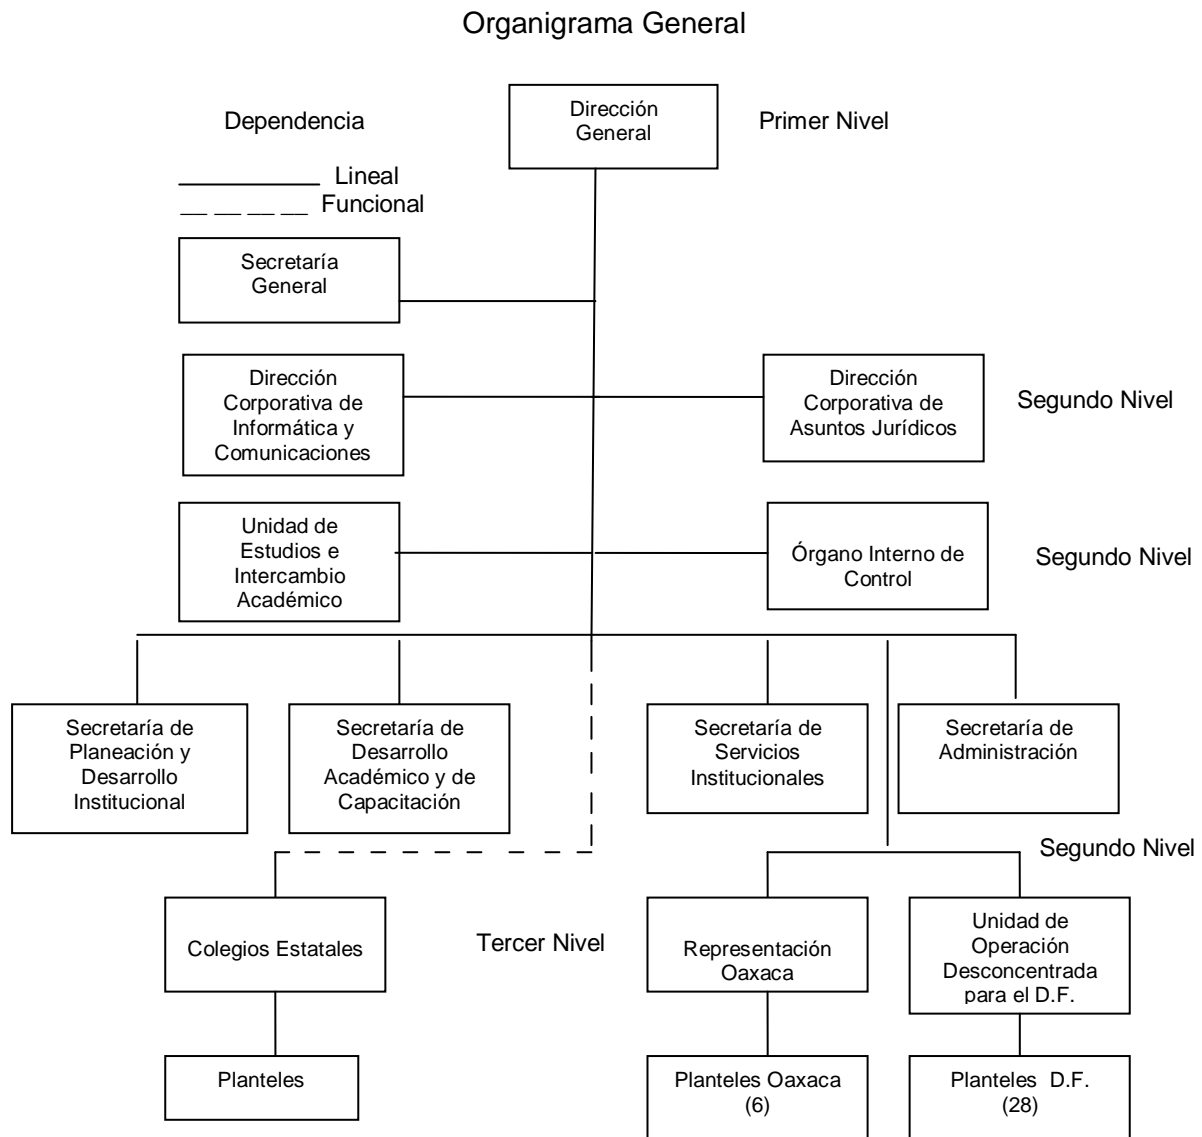 Organigrama General
Dirección
General
Dependencia
Primer Nivel
Lineal
Funcional
Secretaría
General
Dirección
Corporativa de
Informática y
Comunicaciones
Dirección
Corporativa de
Asuntos Jurídicos
Segundo Nivel
Unidad de
Estudios e
Intercambio
Académico
Órgano Interno de
Control
Segundo Nivel
Secretaría de
Planeación y
Desarrollo
Institucional
Secretaría de
Desarrollo
Académico y de
Capacitación
Secretaría de
Servicios
Institucionales
Secretaría de
Administración
Segundo Nivel
Colegios Estatales
Tercer Nivel
Representación
Oaxaca
Unidad de
Operación
Desconcentrada
para el D.F.
Planteles
Planteles Oaxaca
(6)
Planteles D.F.
(28)